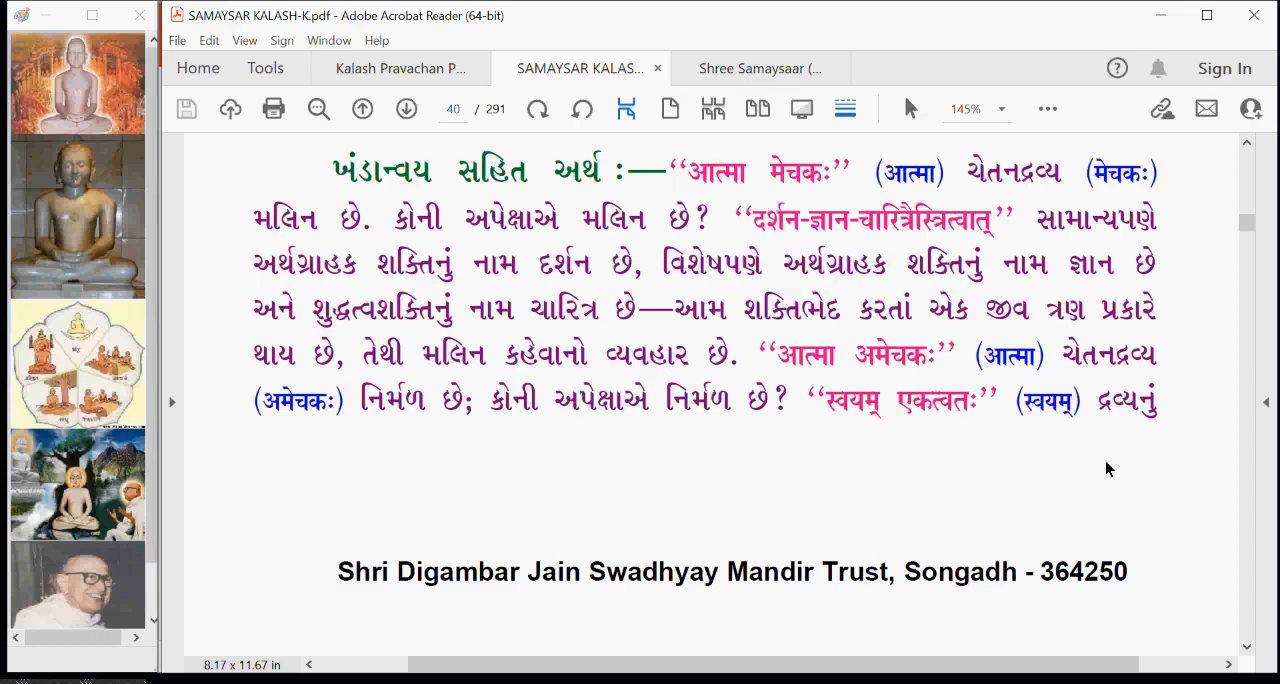 SAMAYSAR KALASH-K.pdf - Adobe Acrobat Reader (64-bit)
File Edit View Sign Window Help
Home Tools Kalash Pravachan P... SAMAYSAR KALAS... × Shree Samaysaar (... Sign In
40 / 291 145%
ખંડાન્વય સહિત અર્થ :—“आत्मा मेचकः” (आत्मा) ચેતનદ્રવ્ય (मेचकः)
મલિન છે. કોની અપેક્ષાએ મલિન છે? “दर्शन-ज्ञान-चारित्रैस्त्रित्वात्” સામાન્યપણે
અર્થગ્રાહક શક્તિનું નામ દર્શન છે, વિશેષપણે અર્થગ્રાહક શક્તિનું નામ જ્ઞાન છે
અને શુદ્ધત્વશક્તિનું નામ ચારિત્ર છે—આમ શક્તિભેદ કરતાં એક જીવ ત્રણ પ્રકારે
થાય છે, તેથી મલિન કહેવાનો વ્યવહાર છે. “आत्मा अमेचकः” (आत्मा) ચેતનદ્રવ્ય
(अमेचकः) નિર્મળ છે; કોની અપેક્ષાએ નિર્મળ છે? “स्वयम् एकत्वतः” (स्वयम्) દ્રવ્યનું
Shri Digambar Jain Swadhyay Mandir Trust, Songadh - 364250
8.17 x 11.67 in